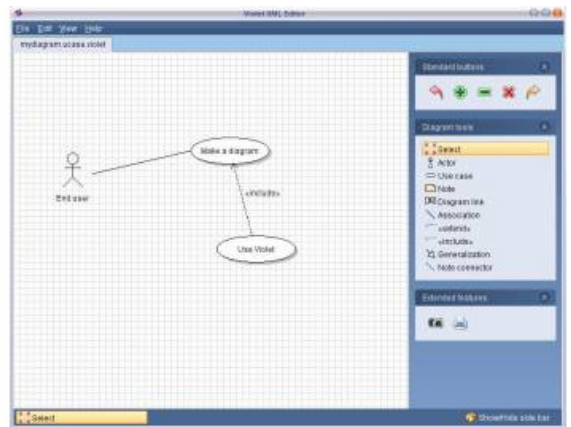 Violet UML Editor
File Edit View Help
mydiagram.ucase.violet
Make a diagram
End user
«include»
Use Violet
Standard buttons
Diagram tools
Select
Actor
Use case
Note
Diagram link
Association
«extend»
«include»
Generalization
Note connector
Extended features
Select
Show/Hide side bar